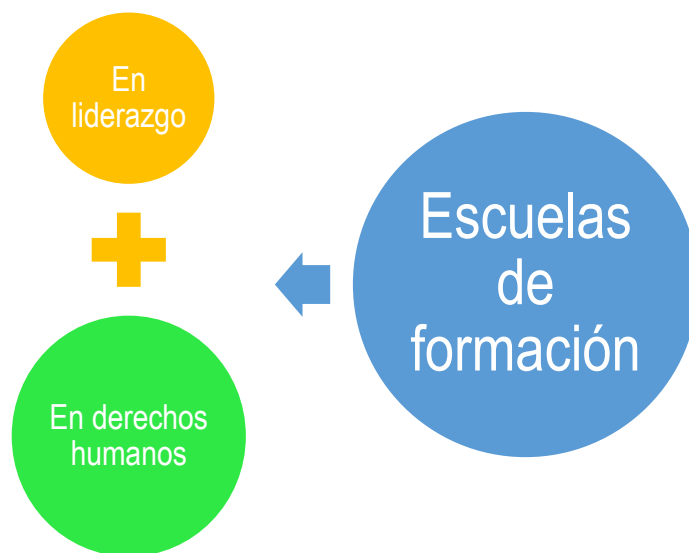 En
liderazgo
En derechos
humanos
Escuelas
de
formación